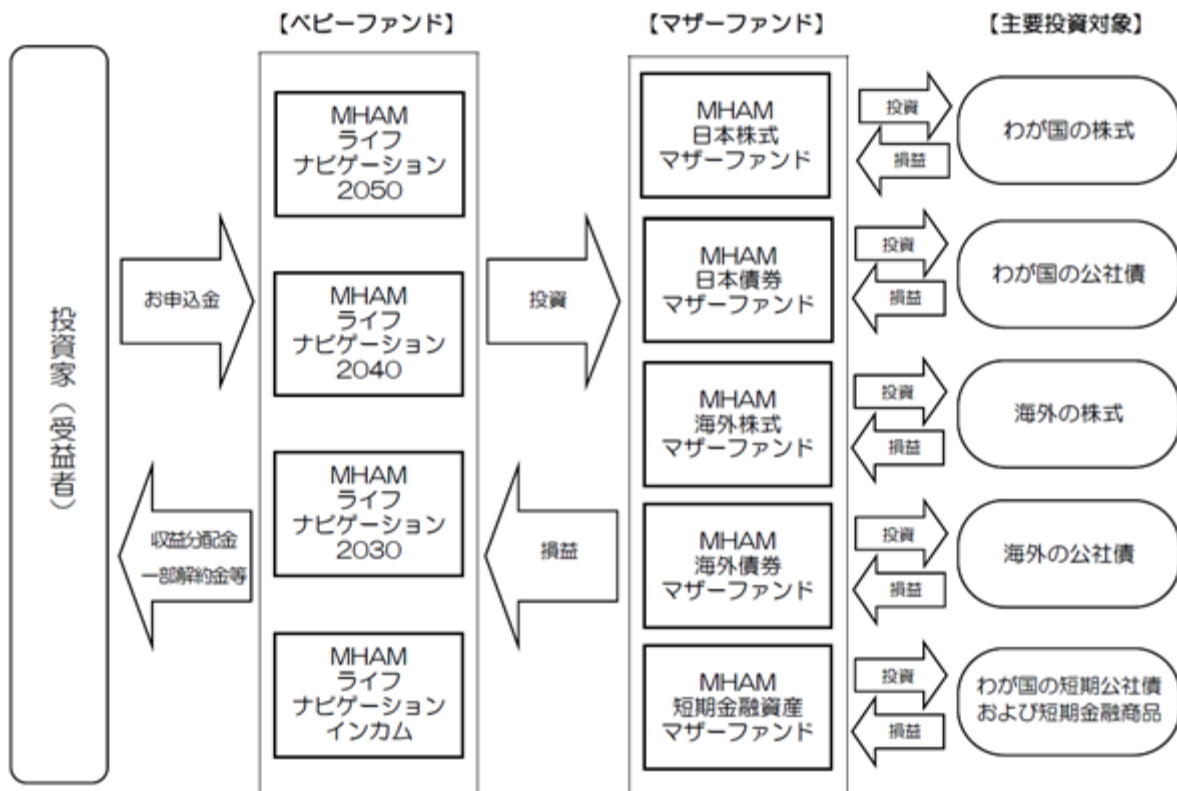 【ベビーファンド】
【マザーファンド】
【主要投資対象】
投資家（受益者）
お申込金
収益分配金
一部解約金等
MHAM
ライフ
ナビゲーション
2050
MHAM
ライフ
ナビゲーション
2040
MHAM
ライフ
ナビゲーション
2030
MHAM
ライフ
ナビゲーション
インカム
投資
損益
MHAM
日本株式
マザーファンド
投資
損益
わが国の株式
MHAM
日本債券
マザーファンド
投資
損益
わが国の公社債
MHAM
海外株式
マザーファンド
投資
損益
海外の株式
MHAM
海外債券
マザーファンド
投資
損益
海外の公社債
MHAM
短期金融資産
マザーファンド
投資
損益
わが国の短期公社債
および短期金融商品